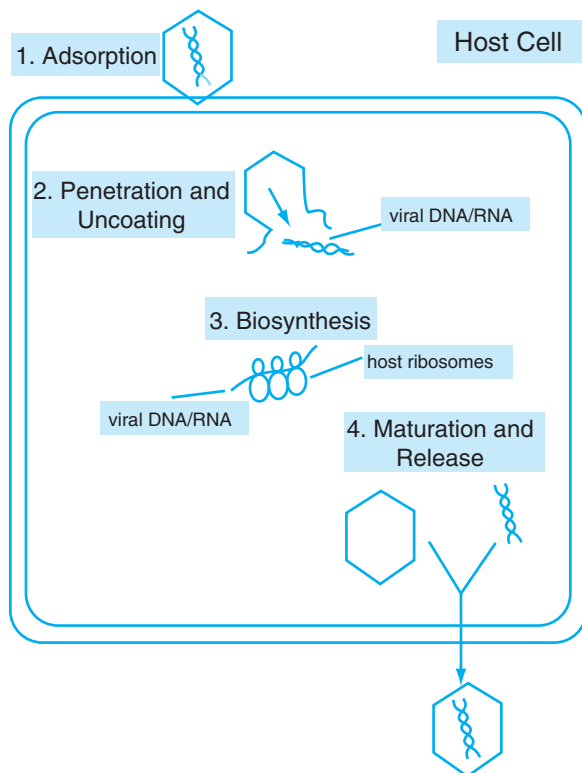 1. Adsorption
Host Cell
2. Penetration and
Uncoating
viral DNA/RNA
3. Biosynthesis
host ribosomes
viral DNA/RNA
4. Maturation and
Release